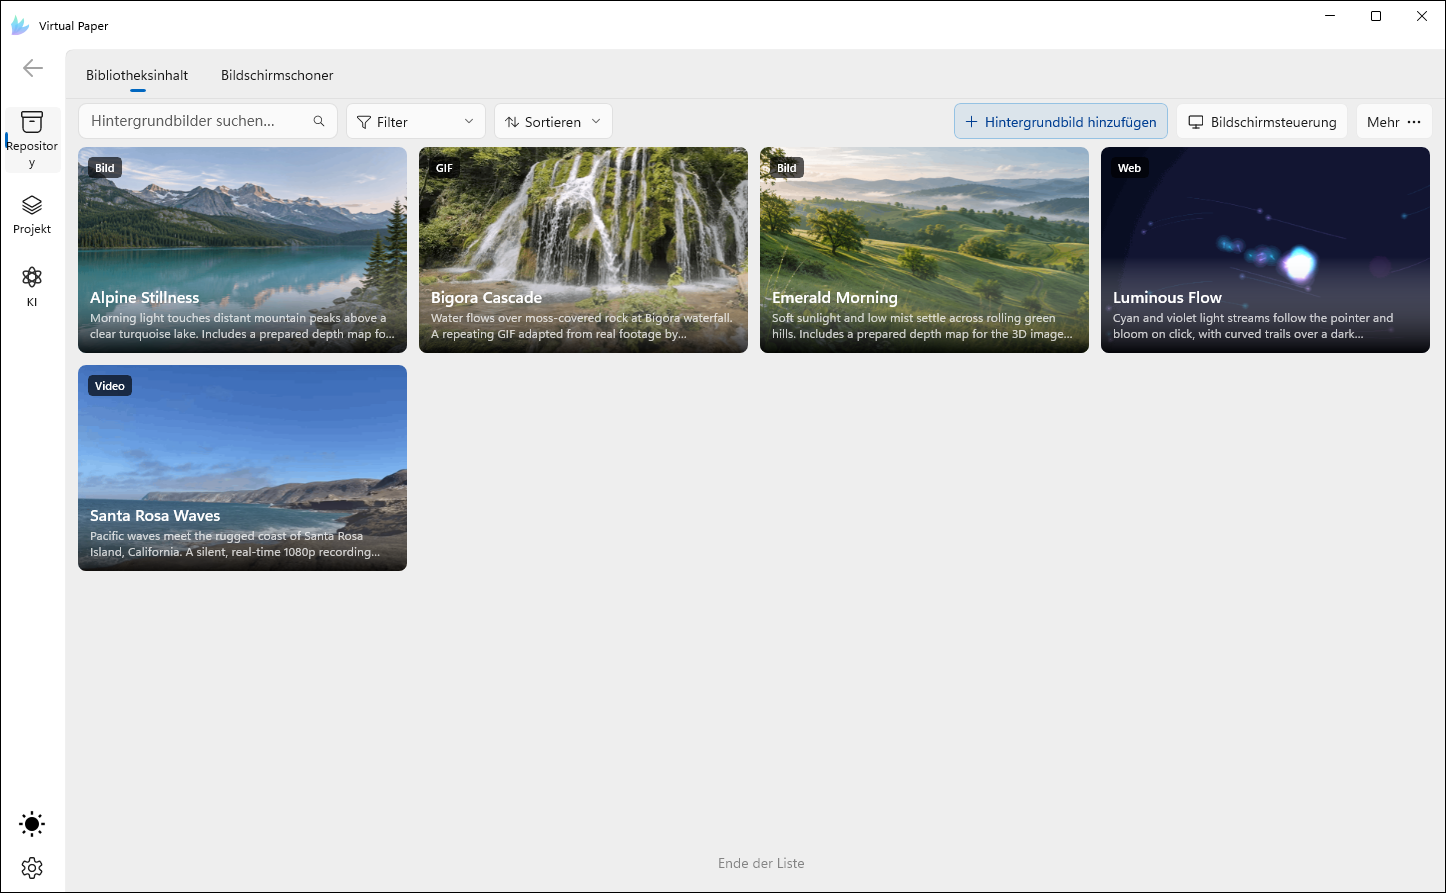 Virtual Paper
Bibliotheksinhalt
Bildschirmschoner
Hintergrundbilder suchen...
Filter
Sortieren
Hintergrundbild hinzufügen
Bildschirmsteuerung
Mehr
Repositor
y
Projekt
KI
Bild
Alpine Stillness
Morning light touches distant mountain peaks above a
clear turquoise lake. Includes a prepared depth map fo...
GIF
Bigora Cascade
Water flows over moss-covered rock at Bigora waterfall.
A repeating GIF adapted from real footage by...
Bild
Emerald Morning
Soft sunlight and low mist settle across rolling green
hills. Includes a prepared depth map for the 3D image...
Web
Luminous Flow
Cyan and violet light streams follow the pointer and
bloom on click, with curved trails over a dark...
Video
Santa Rosa Waves
Pacific waves meet the rugged coast of Santa Rosa
Island, California. A silent, real-time 1080p recording...
Ende der Liste